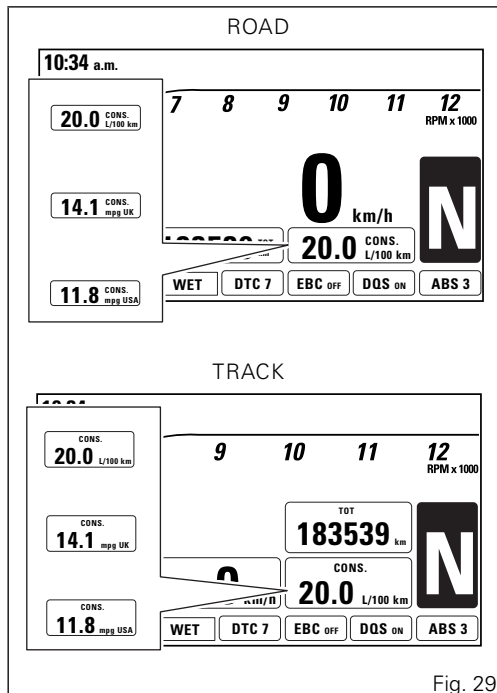 ROAD
10:34 a.m.
20.0 CONS. L/100 km
14.1 CONS. mpg UK
11.8 CONS. mpg USA
7 8 9 10 11 12
RPM x 1000
0 km/h
N
TOT
20.0 CONS. L/100 km
WET DTC 7 EBC OFF DQS ON ABS 3
TRACK
CONS.
20.0 L/100 km
CONS.
14.1 mpg UK
CONS.
11.8 mpg USA
9 10 11 12
RPM x 1000
TOT
183539 km
N
km/h
CONS.
20.0 L/100 km
WET DTC 7 EBC OFF DQS ON ABS 3
Fig. 29